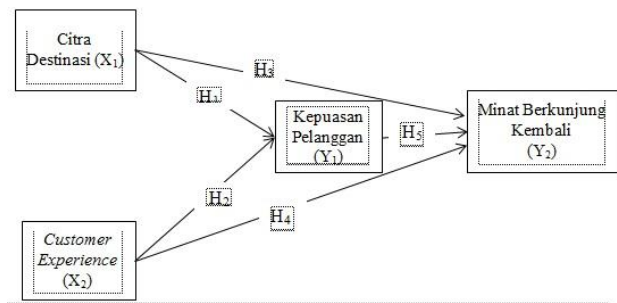 Citra
Destinasi (X₁)
H₃
H₁
Kepuasan
Pelanggan
(Y₁)
H₅
Minat Berkunjung
Kembali
(Y₂)
H₂
H₄
Customer
Experience
(X₂)